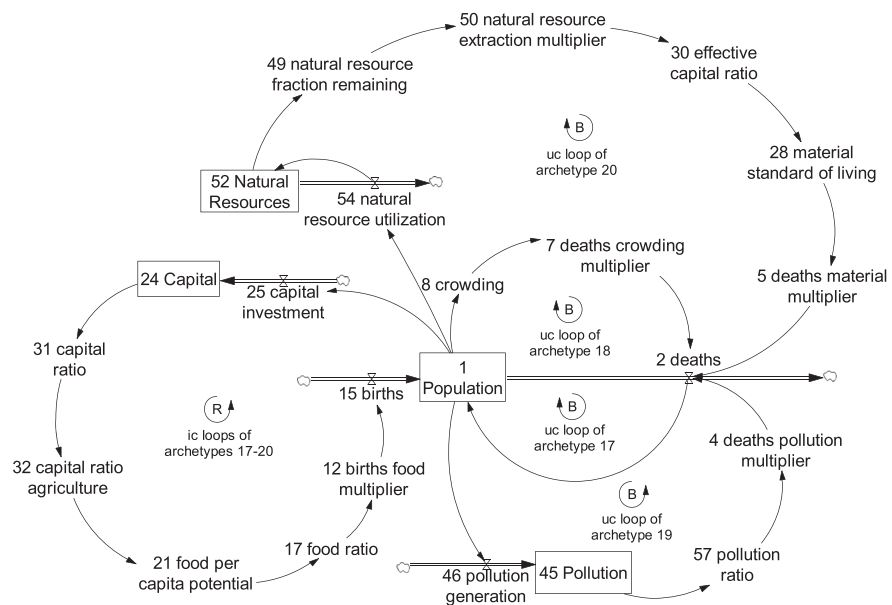 50 natural resource
extraction multiplier
30 effective
capital ratio
49 natural resource
fraction remaining
B
uc loop of
archetype 20
28 material
standard of living
52 Natural
Resources
54 natural
resource utilization
7 deaths crowding
multiplier
24 Capital
8 crowding
5 deaths material
multiplier
25 capital
investment
B
uc loop of
archetype 18
31 capital
ratio
2 deaths
1
Population
15 births
R
ic loops of
archetypes 17-20
B
uc loop of
archetype 17
4 deaths pollution
multiplier
32 capital ratio
agriculture
12 births food
multiplier
B
uc loop of
archetype 19
21 food per
capita potential
17 food ratio
57 pollution
ratio
46 pollution
generation
45 Pollution